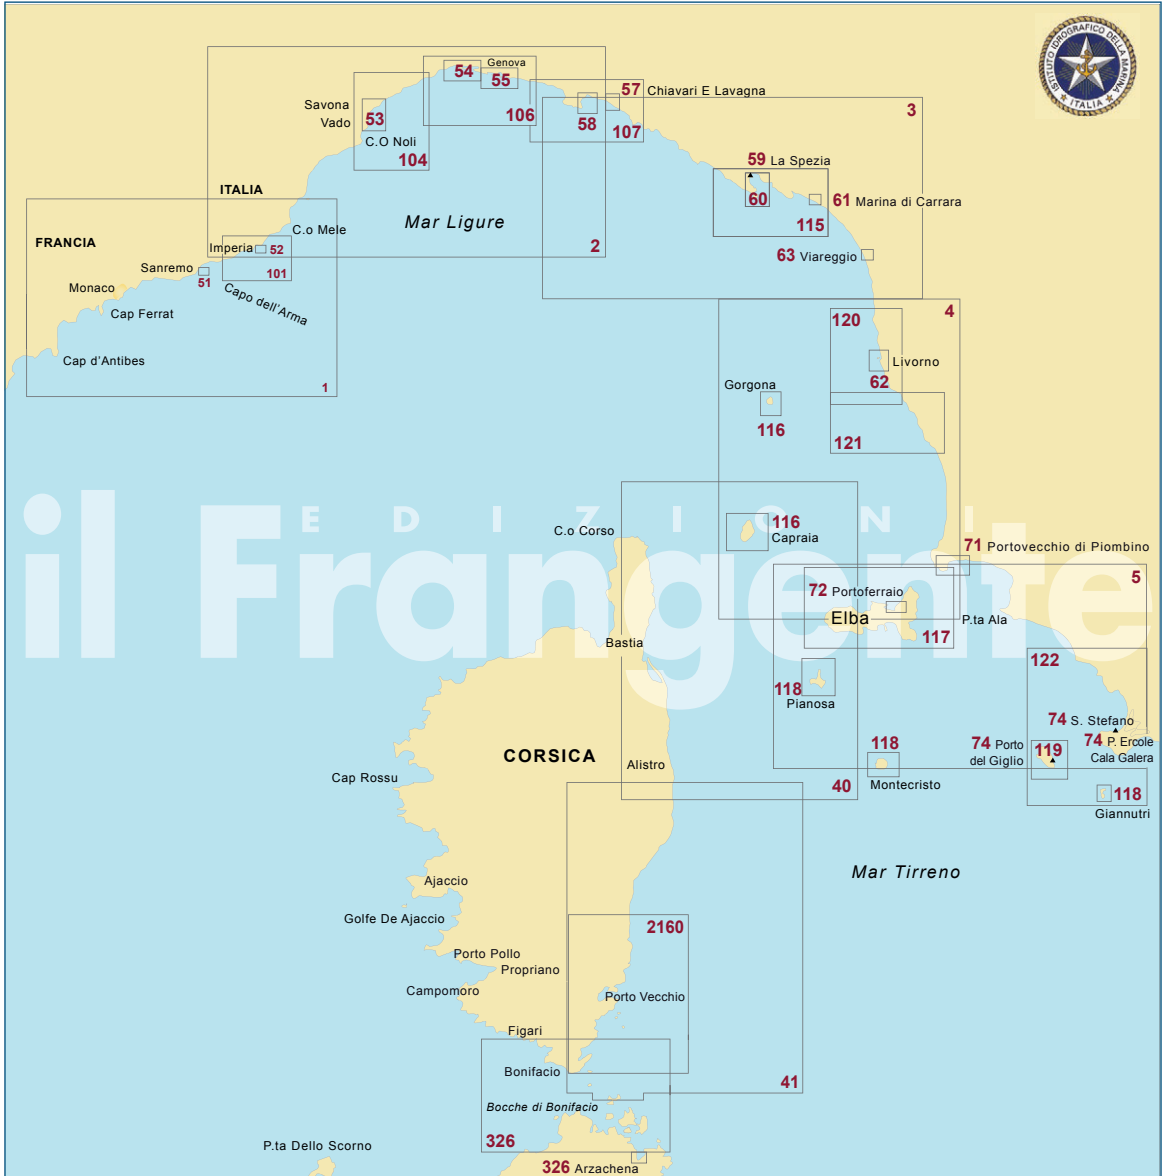 ISTITUTO IDROGRAFICO DELLA MARINA
ITALIA
54
Genova
55
106
57 Chiavari E Lavagna
58
107
3
Savona
Vado
53
C.O Noli
104
59 La Spezia
60
115
61 Marina di Carrara
ITALIA
Mar Ligure
2
FRANCIA
C.o Mele
Imperia
52
101
63 Viareggio
Sanremo
51
Capo dell'Arma
Monaco
Cap Ferrat
Cap d'Antibes
1
4
120
Livorno
62
Gorgona
116
121
EDIZIONI
il Frangente
C.o Corso
116
Capraia
71 Portovecchio di Piombino
5
72 Portoferraio
Elba
117
P.ta Ala
Bastia
122
118
Pianosa
74 S. Stefano
74 P. Ercole
Cala Galera
74 Porto
del Giglio
119
118
Montecristo
CORSICA
Alistro
Cap Rossu
40
118
Giannutri
Mar Tirreno
Ajaccio
Golfe De Ajaccio
2160
Porto Pollo
Propriano
Campomoro
Porto Vecchio
Figari
Bonifacio
41
Bocche di Bonifacio
326
P.ta Dello Scorno
326 Arzachena